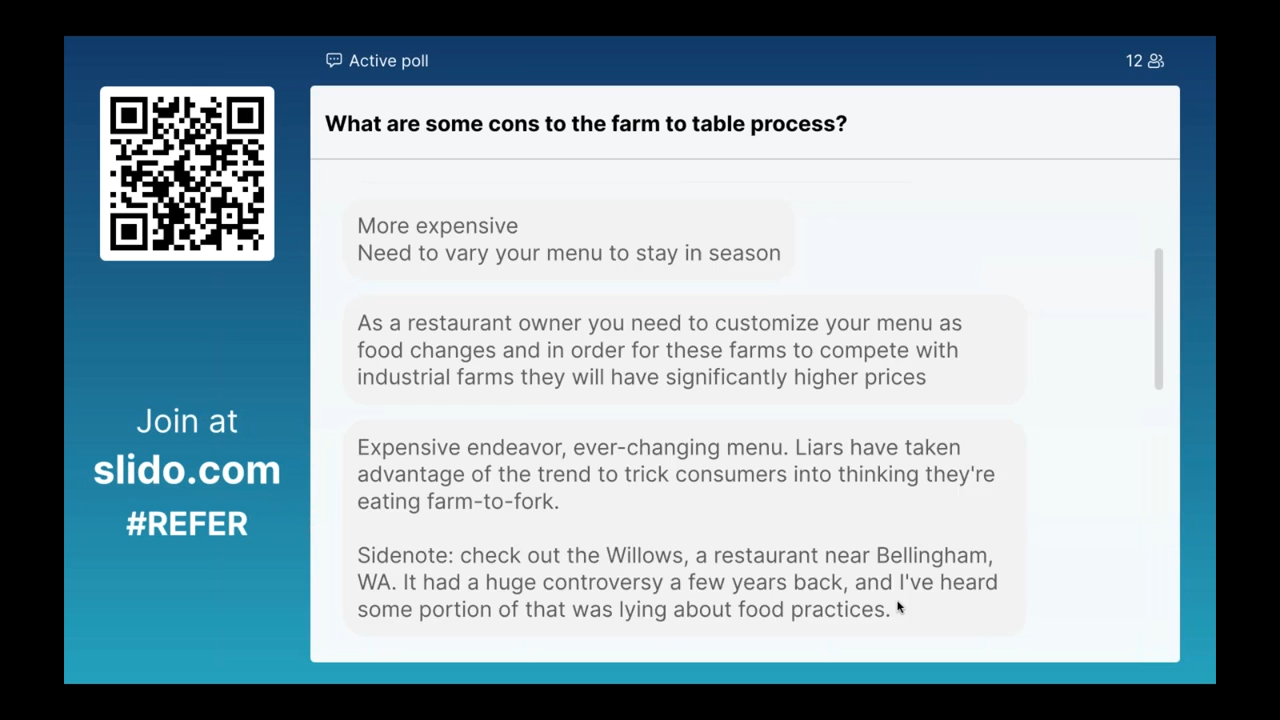 Active poll
12
What are some cons to the farm to table process?
More expensive
Need to vary your menu to stay in season
As a restaurant owner you need to customize your menu as
food changes and in order for these farms to compete with
industrial farms they will have significantly higher prices
Expensive endeavor, ever-changing menu. Liars have taken
advantage of the trend to trick consumers into thinking they're
eating farm-to-fork.
Sidenote: check out the Willows, a restaurant near Bellingham,
WA. It had a huge controversy a few years back, and I've heard
some portion of that was lying about food practices.
Join at
slido.com
#REFER